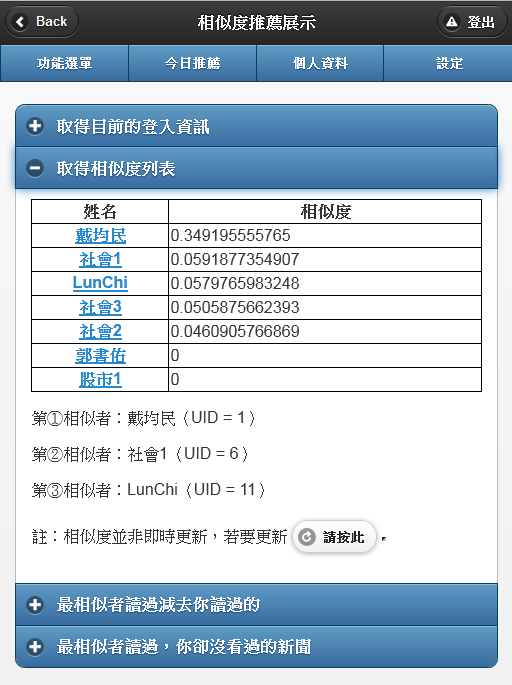 Back 相似度推薦展示 登出
功能選單 今日推薦 個人資料 設定
取得目前的登入資訊
取得相似度列表
姓名 相似度
戴均民 0.349195555765
社會1 0.0591877354907
LunChi 0.0579765983248
社會3 0.0505875662393
社會2 0.0460905766869
郭書佑 0
股市1 0
第①相似者：戴均民（UID = 1 ）
第②相似者：社會1（UID = 6 ）
第③相似者：LunChi（UID = 11 ）
註：相似度並非即時更新，若要更新 請按此 。
最相似者讀過減去你讀過的
最相似者讀過，你卻沒看過的新聞